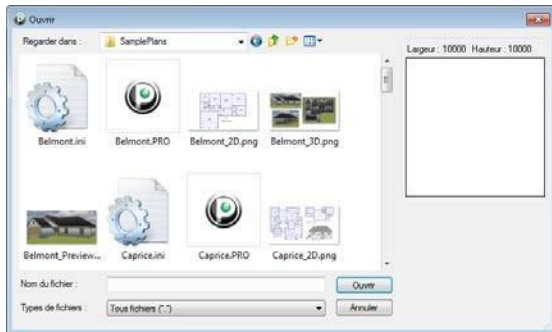 Ouvrir
Regarder dans :
SamplePlans
Largeur : 10000 Hauteur : 10000
Belmont.ini
Belmont.PRO
Belmont_2D.png
Belmont_3D.png
Belmont_Preview...
Caprice.ini
Caprice.PRO
Caprice_2D.png
Nom du fichier :
Ouvrir
Types de fichiers :
Tous fichiers (*.*)
Annuler